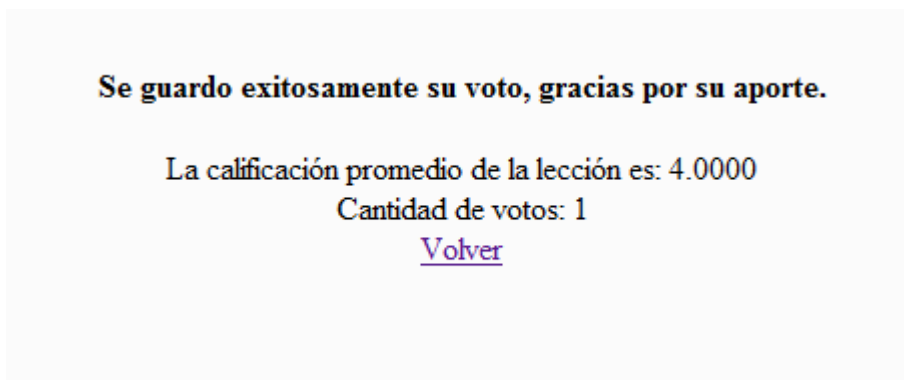 Se guardo exitosamente su voto, gracias por su aporte.
La calificación promedio de la lección es: 4.0000
Cantidad de votos: 1
Volver